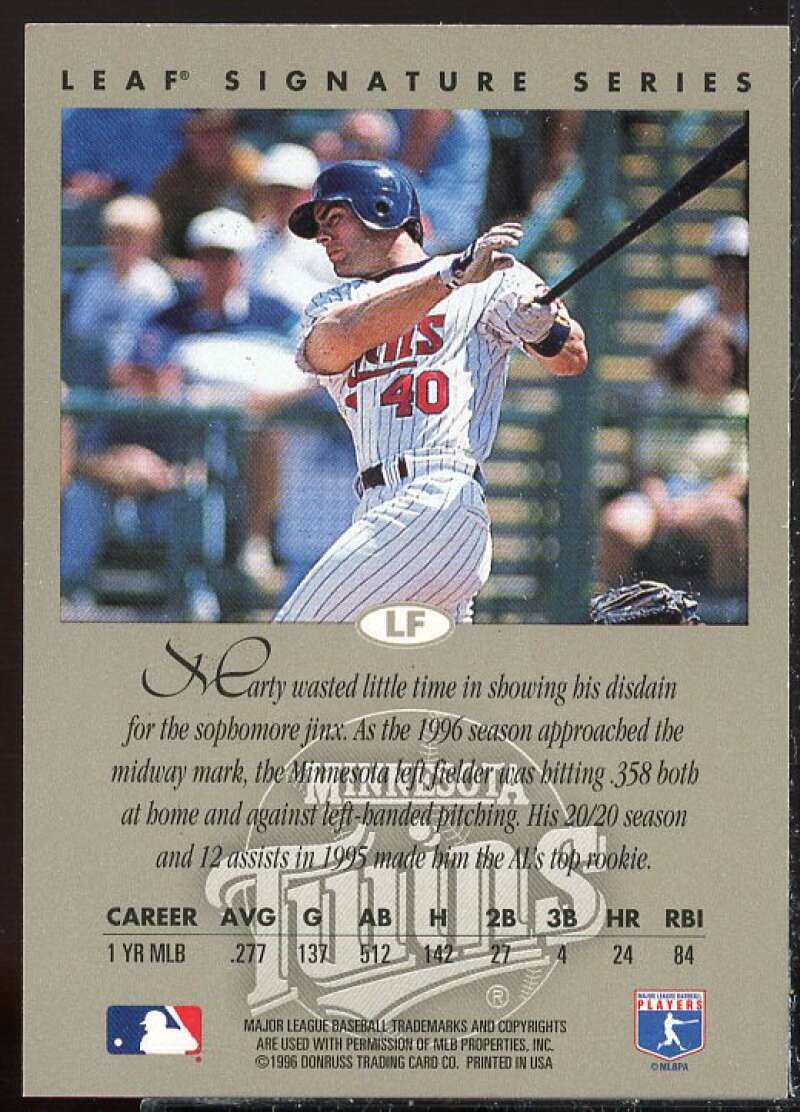 LEAF® SIGNATURE SERIES
Twins
40
LF
Marty wasted little time in showing his disdain
for the sophomore jinx. As the 1996 season approached the
midway mark, the Minnesota left fielder was hitting .358 both
at home and against left-handed pitching. His 20/20 season
and 12 assists in 1995 made him the AL's top rookie.
MINNESOTA
Twins
®
CAREER AVG G AB H 2B 3B HR RBI
1 YR MLB .277 137 512 142 27 4 24 84
MAJOR LEAGUE BASEBALL TRADEMARKS AND COPYRIGHTS
ARE USED WITH PERMISSION OF MLB PROPERTIES, INC.
©1996 DONRUSS TRADING CARD CO. PRINTED IN USA
MAJOR LEAGUE BASEBALL
PLAYERS
©MLBPA